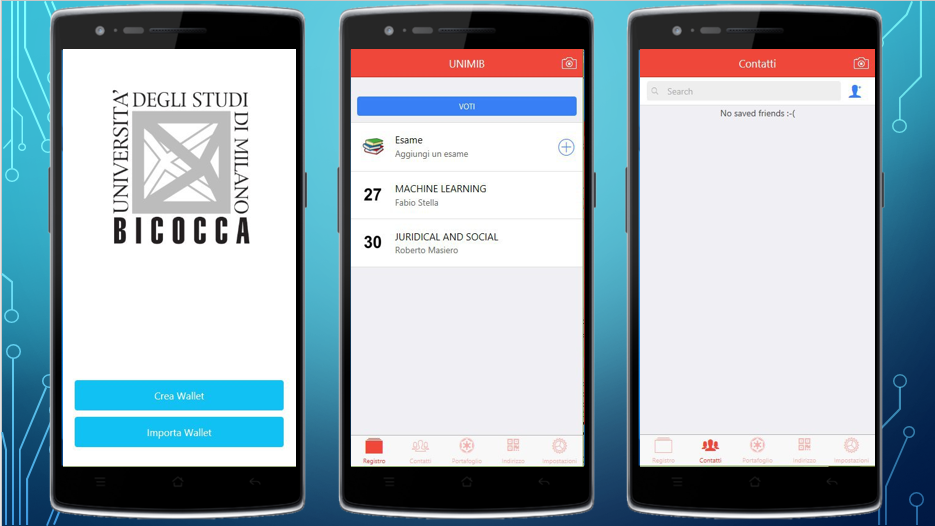 UNIVERSITA'
DEGLI STUDI
DI MILANO
BICOCCA
Crea Wallet
Importa Wallet
UNIMIB
VOTI
Esame
Aggiungi un esame
27
MACHINE LEARNING
Fabio Stella
30
JURIDICAL AND SOCIAL
Roberto Masiero
Registro
Contatti
Portafoglio
Indirizzo
Impostazioni
Contatti
Search
No saved friends :-(
Registro
Contatti
Portafoglio
Indirizzo
Impostazioni